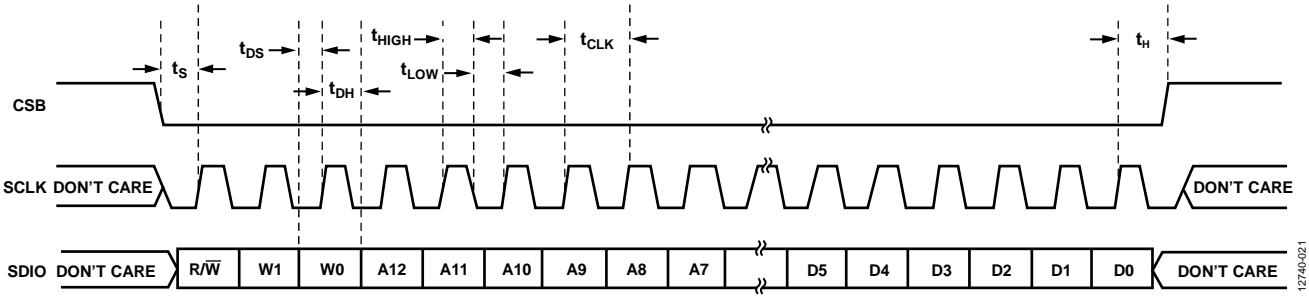 tS
tDS
tDH
tHIGH
tLOW
tCLK
tH
CSB
SCLK DON'T CARE
DON'T CARE
SDIO DON'T CARE R/W̅ W1 W0 A12 A11 A10 A9 A8 A7 D5 D4 D3 D2 D1 D0 DON'T CARE
12740-021